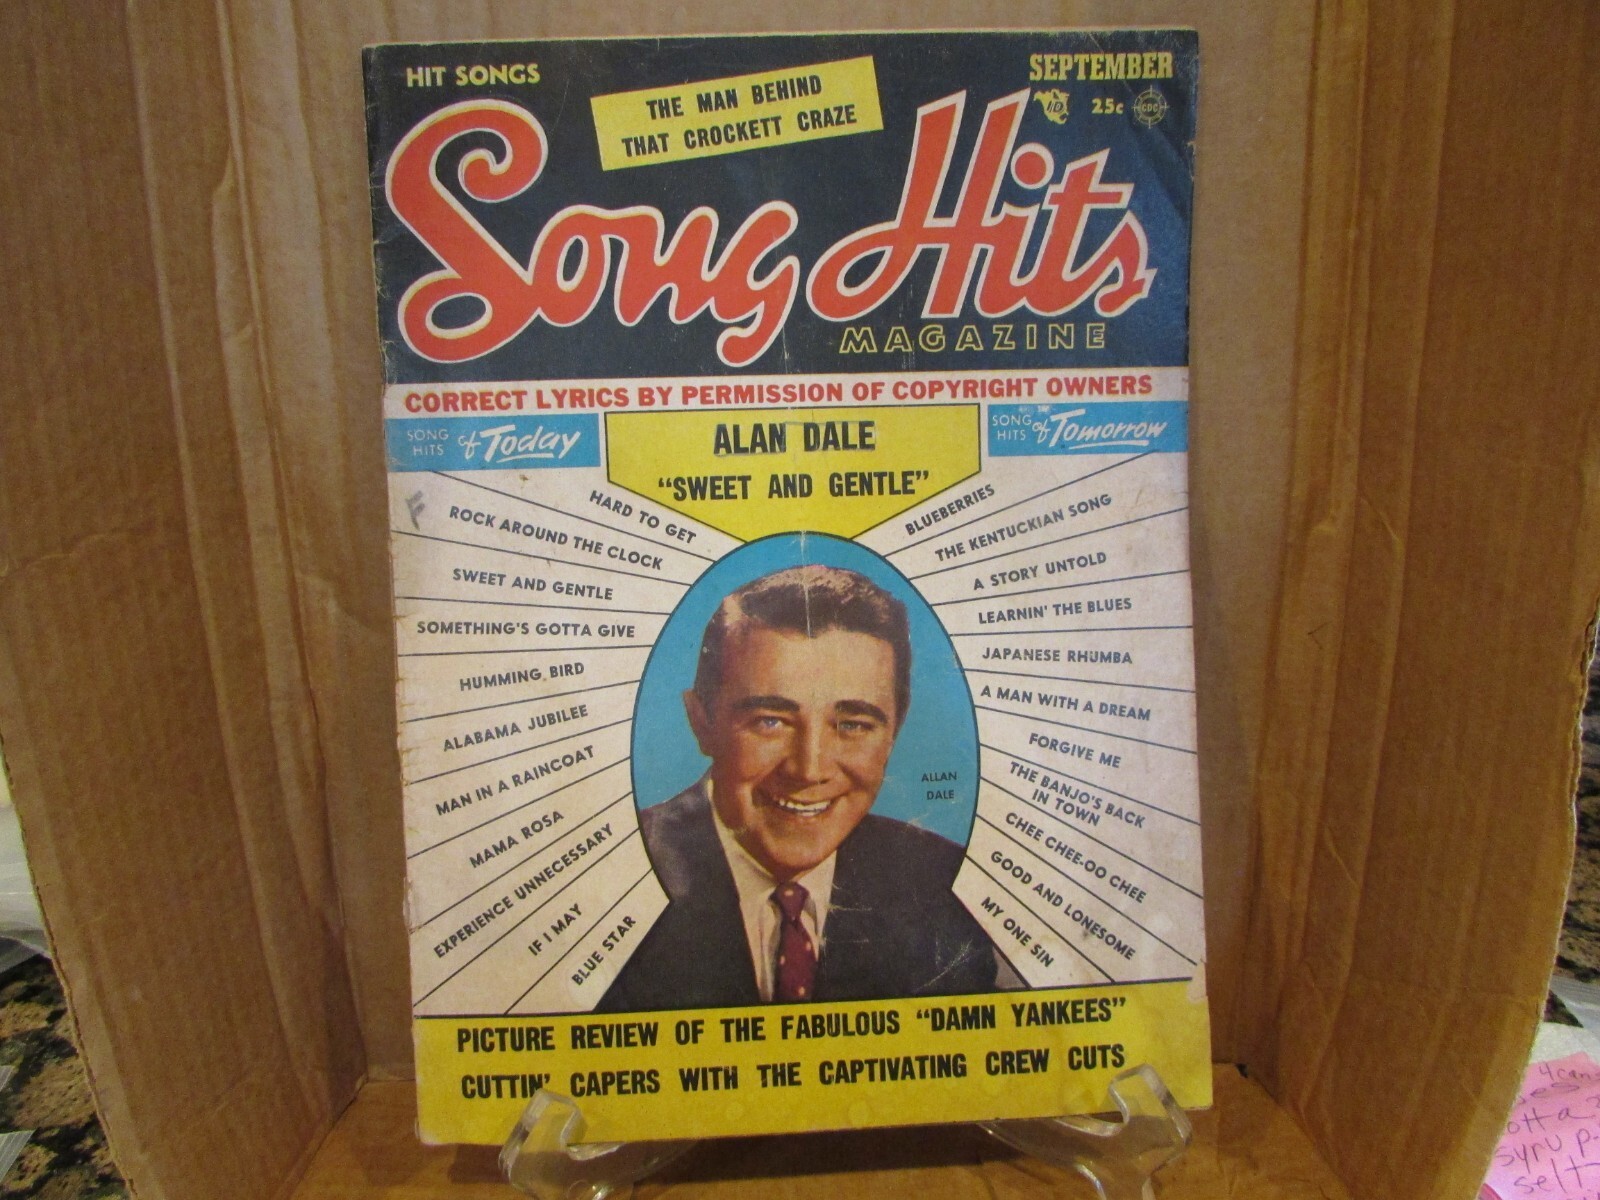 HIT SONGS
THE MAN BEHIND
THAT CROCKETT CRAZE
SEPTEMBER
ID 25c CDC
Song Hits
MAGAZINE
CORRECT LYRICS BY PERMISSION OF COPYRIGHT OWNERS
SONG HITS of Today
ALAN DALE
"SWEET AND GENTLE"
SONG HITS of Tomorrow
F
HARD TO GET
ROCK AROUND THE CLOCK
SWEET AND GENTLE
SOMETHING'S GOTTA GIVE
HUMMING BIRD
ALABAMA JUBILEE
MAN IN A RAINCOAT
MAMA ROSA
EXPERIENCE UNNECESSARY
IF I MAY
BLUE STAR
BLUEBERRIES
THE KENTUCKIAN SONG
A STORY UNTOLD
LEARNIN' THE BLUES
JAPANESE RHUMBA
A MAN WITH A DREAM
FORGIVE ME
THE BANJO'S BACK
IN TOWN
CHEE CHEE-OO CHEE
GOOD AND LONESOME
MY ONE SIN
ALLAN
DALE
PICTURE REVIEW OF THE FABULOUS "DAMN YANKEES"
CUTTIN' CAPERS WITH THE CAPTIVATING CREW CUTS
4 can
syru p